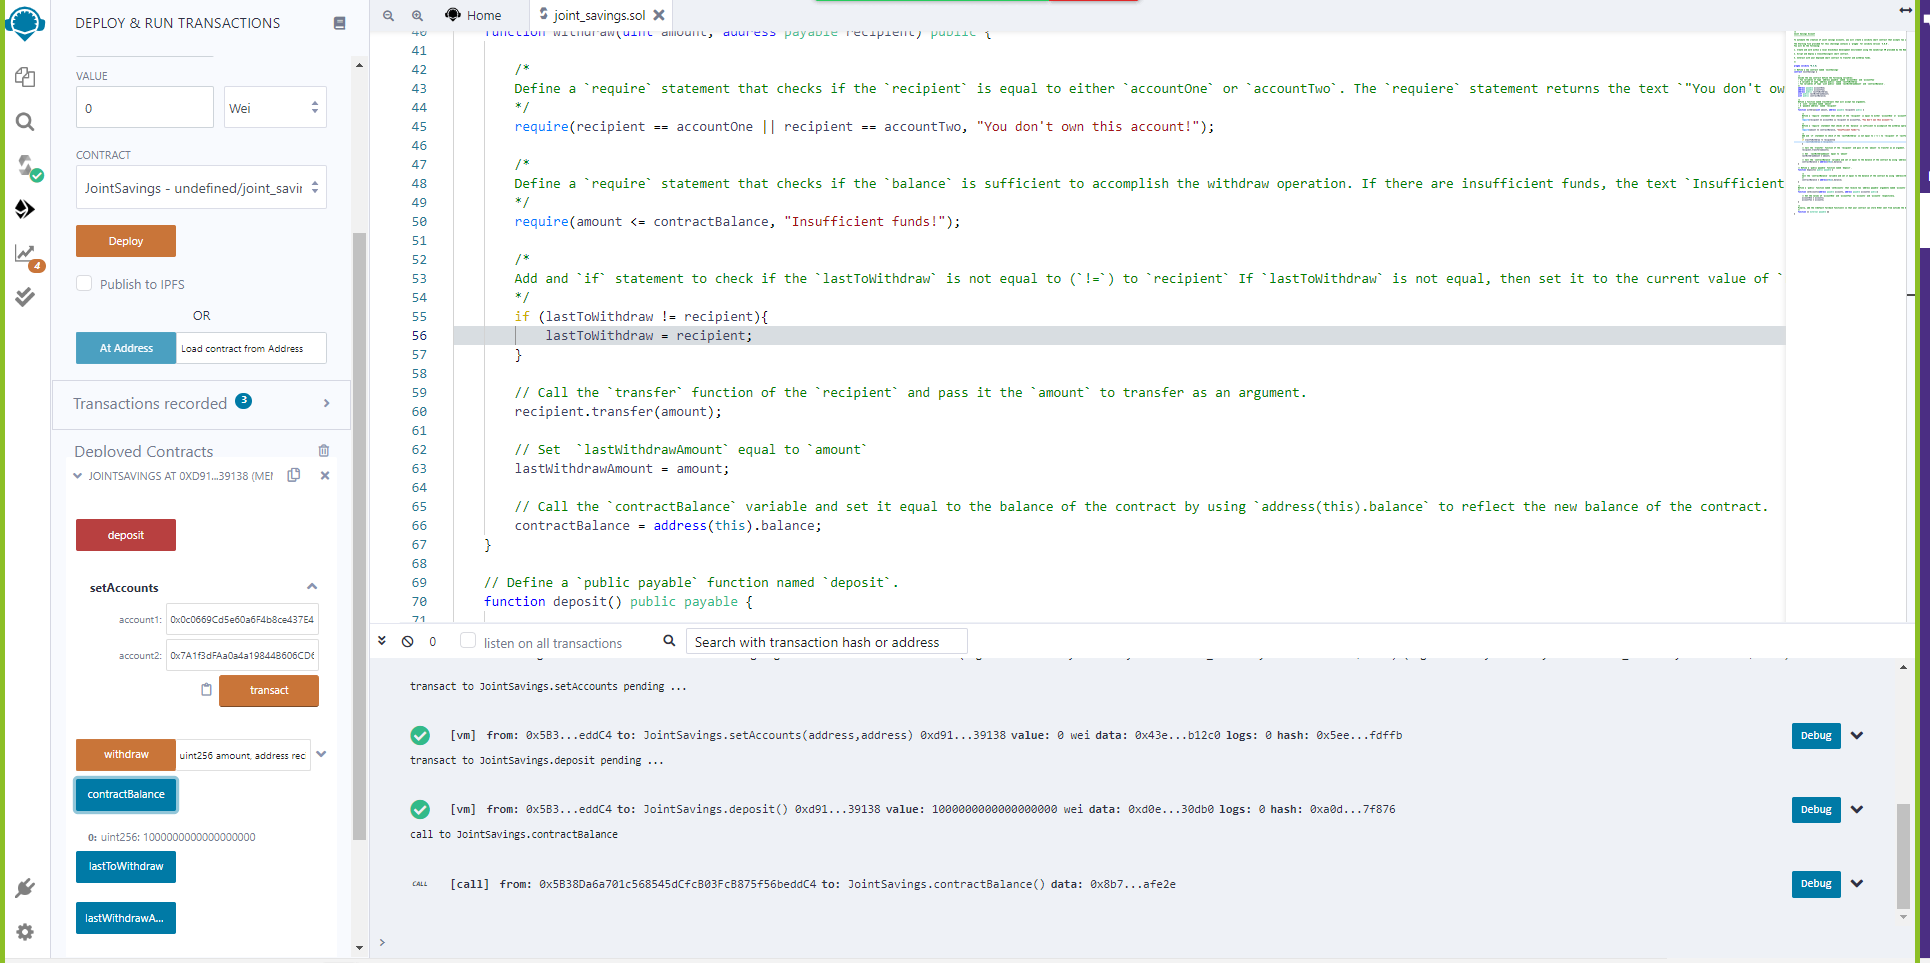 DEPLOY & RUN TRANSACTIONS
VALUE
0
Wei
CONTRACT
JointSavings - undefined/joint_savin
Deploy
Publish to IPFS
OR
At Address
Load contract from Address
Transactions recorded 3
4
Deployed Contracts
JOINTSAVINGS AT 0XD91...39138 (MEM
deposit
setAccounts
account1: 0x0c0669Cd5e60a6F4b8ce437E4
account2: 0x7A1f3dFAa0a4a19844B606CD6
transact
withdraw
uint256 amount, address rec
contractBalance
0: uint256: 1000000000000000000
lastToWithdraw
lastWithdrawA...
Home
joint_savings.sol
40 function withdraw(uint amount, address payable recipient) public {
41
42 /*
43 Define a `require` statement that checks if the `recipient` is equal to either `accountOne` or `accountTwo`. The `requiere` statement returns the text `"You don't ow
44 */
45 require(recipient == accountOne || recipient == accountTwo, "You don't own this account!");
46
47 /*
48 Define a `require` statement that checks if the `balance` is sufficient to accomplish the withdraw operation. If there are insufficient funds, the text `Insufficient
49 */
50 require(amount <= contractBalance, "Insufficient funds!");
51
52 /*
53 Add and `if` statement to check if the `lastToWithdraw` is not equal to (`!=`) to `recipient` If `lastToWithdraw` is not equal, then set it to the current value of `
54 */
55 if (lastToWithdraw != recipient){
56 lastToWithdraw = recipient;
57 }
58
59 // Call the `transfer` function of the `recipient` and pass it the `amount` to transfer as an argument.
60 recipient.transfer(amount);
61
62 // Set  `lastWithdrawAmount` equal to `amount`
63 lastWithdrawAmount = amount;
64
65 // Call the `contractBalance` variable and set it equal to the balance of the contract by using `address(this).balance` to reflect the new balance of the contract.
66 contractBalance = address(this).balance;
67 }
68
69 // Define a `public payable` function named `deposit`.
70 function deposit() public payable {
71
0
listen on all transactions
Search with transaction hash or address
transact to JointSavings.setAccounts pending ...
[vm] from: 0x5B3...eddC4 to: JointSavings.setAccounts(address,address) 0xd91...39138 value: 0 wei data: 0x43e...b12c0 logs: 0 hash: 0x5ee...fdffb
Debug
transact to JointSavings.deposit pending ...
[vm] from: 0x5B3...eddC4 to: JointSavings.deposit() 0xd91...39138 value: 1000000000000000000 wei data: 0xd0e...30db0 logs: 0 hash: 0xa0d...7f876
Debug
call to JointSavings.contractBalance
CALL [call] from: 0x5B38Da6a701c568545dCfcB03FcB875f56beddC4 to: JointSavings.contractBalance() data: 0x8b7...afe2e
Debug
>